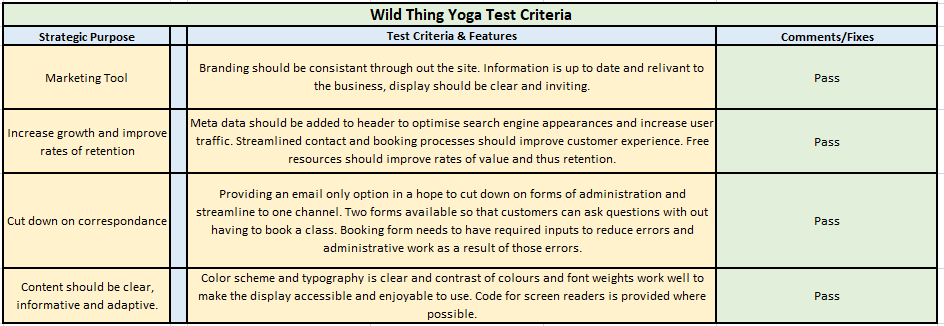 Wild Thing Yoga Test Criteria
Strategic Purpose
Test Criteria & Features
Comments/Fixes
Marketing Tool
Branding should be consistant through out the site. Information is up to date and relivant to
the business, display should be clear and inviting.
Pass
Increase growth and improve
rates of retention
Meta data should be added to header to optimise search engine appearances and increase user
traffic. Streamlined contact and booking processes should improve customer experience. Free
resources should improve rates of value and thus retention.
Pass
Cut down on correspondance
Providing an email only option in a hope to cut down on forms of administration and
streamline to one channel. Two forms available so that customers can ask questions with out
having to book a class. Booking form needs to have required inputs to reduce errors and
administrative work as a result of those errors.
Pass
Content should be clear,
informative and adaptive.
Color scheme and typography is clear and contrast of colours and font weights work well to
make the display accessible and enjoyable to use. Code for screen readers is provided where
possible.
Pass